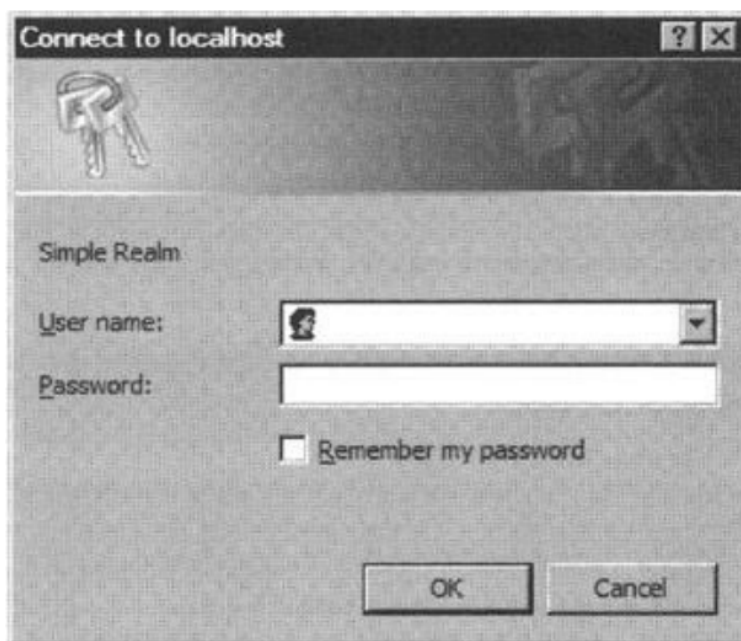 Connect to localhost
Simple Realm
User name:
Password:
Remember my password
OK Cancel